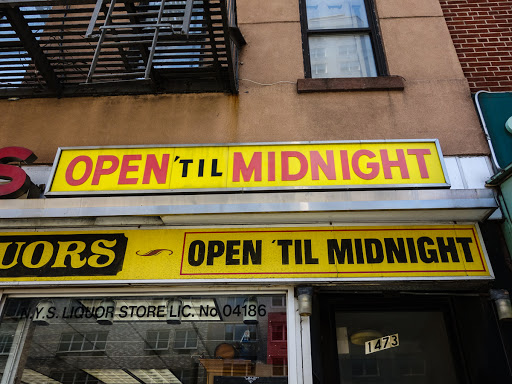 S
OPEN 'TIL MIDNIGHT
UORS OPEN 'TIL MIDNIGHT
N.Y.S. LIQUOR STORE LIC. No. 04186
1473